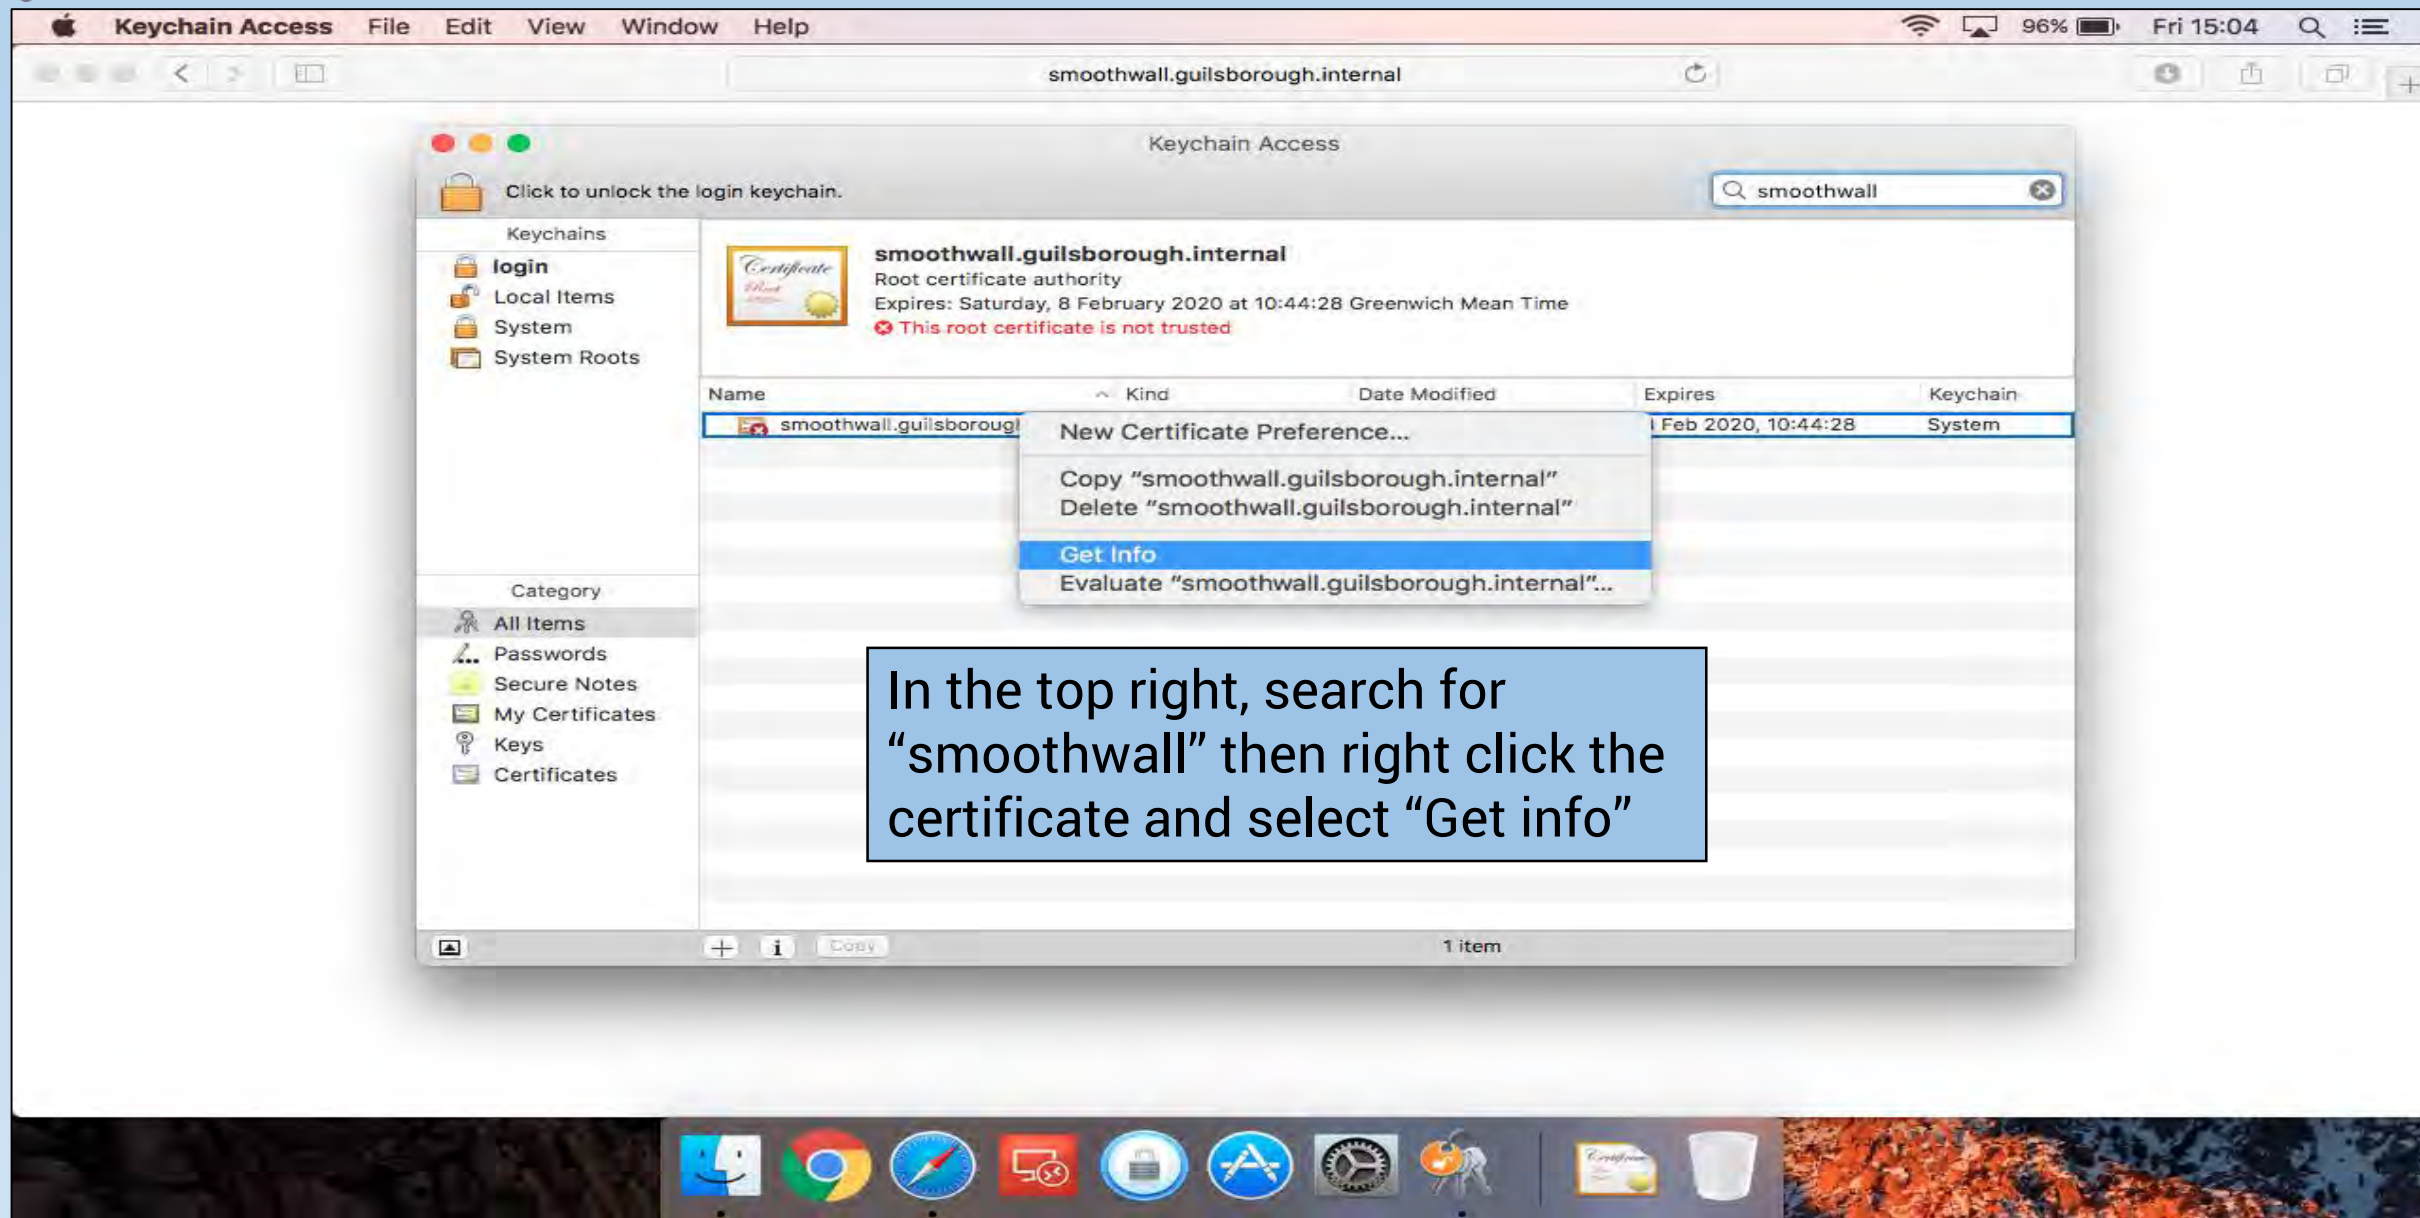 Keychain Access File Edit View Window Help 96% Fri 15:04
smoothwall.guilsborough.internal
Keychain Access
Click to unlock the login keychain.
smoothwall
Keychains
login
Local Items
System
System Roots
Certificate
Root
smoothwall.guilsborough.internal
Root certificate authority
Expires: Saturday, 8 February 2020 at 10:44:28 Greenwich Mean Time
This root certificate is not trusted
Name Kind Date Modified Expires Keychain
smoothwall.guilsboroug Feb 2020, 10:44:28 System
New Certificate Preference...
Copy “smoothwall.guilsborough.internal”
Delete “smoothwall.guilsborough.internal”
Get Info
Evaluate “smoothwall.guilsborough.internal”...
Category
All Items
Passwords
Secure Notes
My Certificates
Keys
Certificates
In the top right, search for
“smoothwall” then right click the
certificate and select “Get info”
Copy
1 item